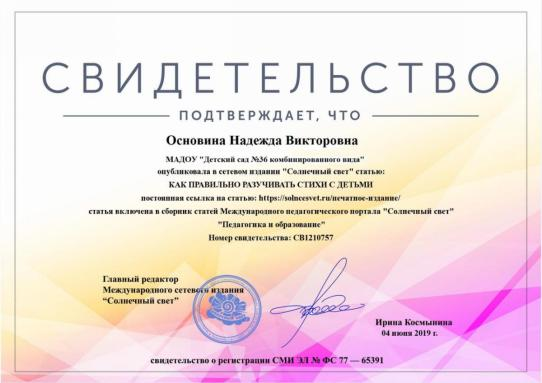 СВИДЕТЕЛЬСТВО
ПОДТВЕРЖДАЕТ, ЧТО
Основина Надежда Викторовна
МАДОУ "Детский сад №36 комбинированного вида"
опубликовала в сетевом издании "Солнечный свет" статью:
КАК ПРАВИЛЬНО РАЗУЧИВАТЬ СТИХИ С ДЕТЬМИ
постоянная ссылка на статью: https://solncesvet.ru/печатное-издание/
статья включена в сборник статей Международного педагогического портала "Солнечный свет"
"Педагогика и образование"
Номер свидетельства: СВ1210757
Главный редактор
Международного сетевого издания
“Солнечный свет”
Ирина Космынина
04 июня 2019 г.
свидетельство о регистрации СМИ ЭЛ № ФС 77 — 65391